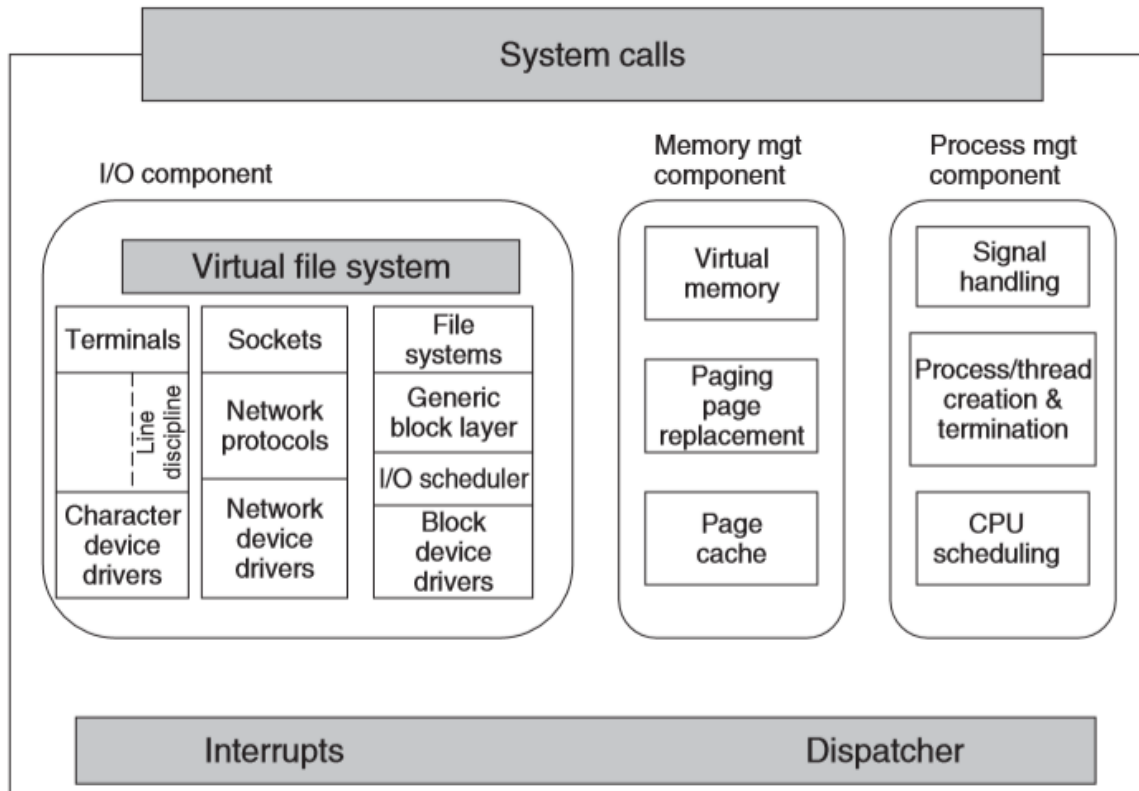 System calls
I/O component
Memory mgt
component
Process mgt
component
Virtual file system
Terminals
Line
discipline
Character
device
drivers
Sockets
Network
protocols
Network
device
drivers
File
systems
Generic
block layer
I/O scheduler
Block
device
drivers
Virtual
memory
Paging
page
replacement
Page
cache
Signal
handling
Process/thread
creation &
termination
CPU
scheduling
Interrupts
Dispatcher